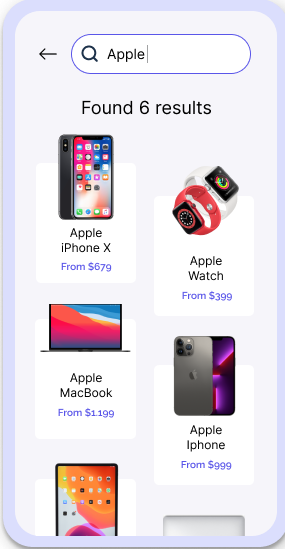 Apple
Found 6 results
Apple
iPhone X
From $679
Apple
Watch
From $399
Apple
MacBook
From $1.199
Apple
Iphone
From $999